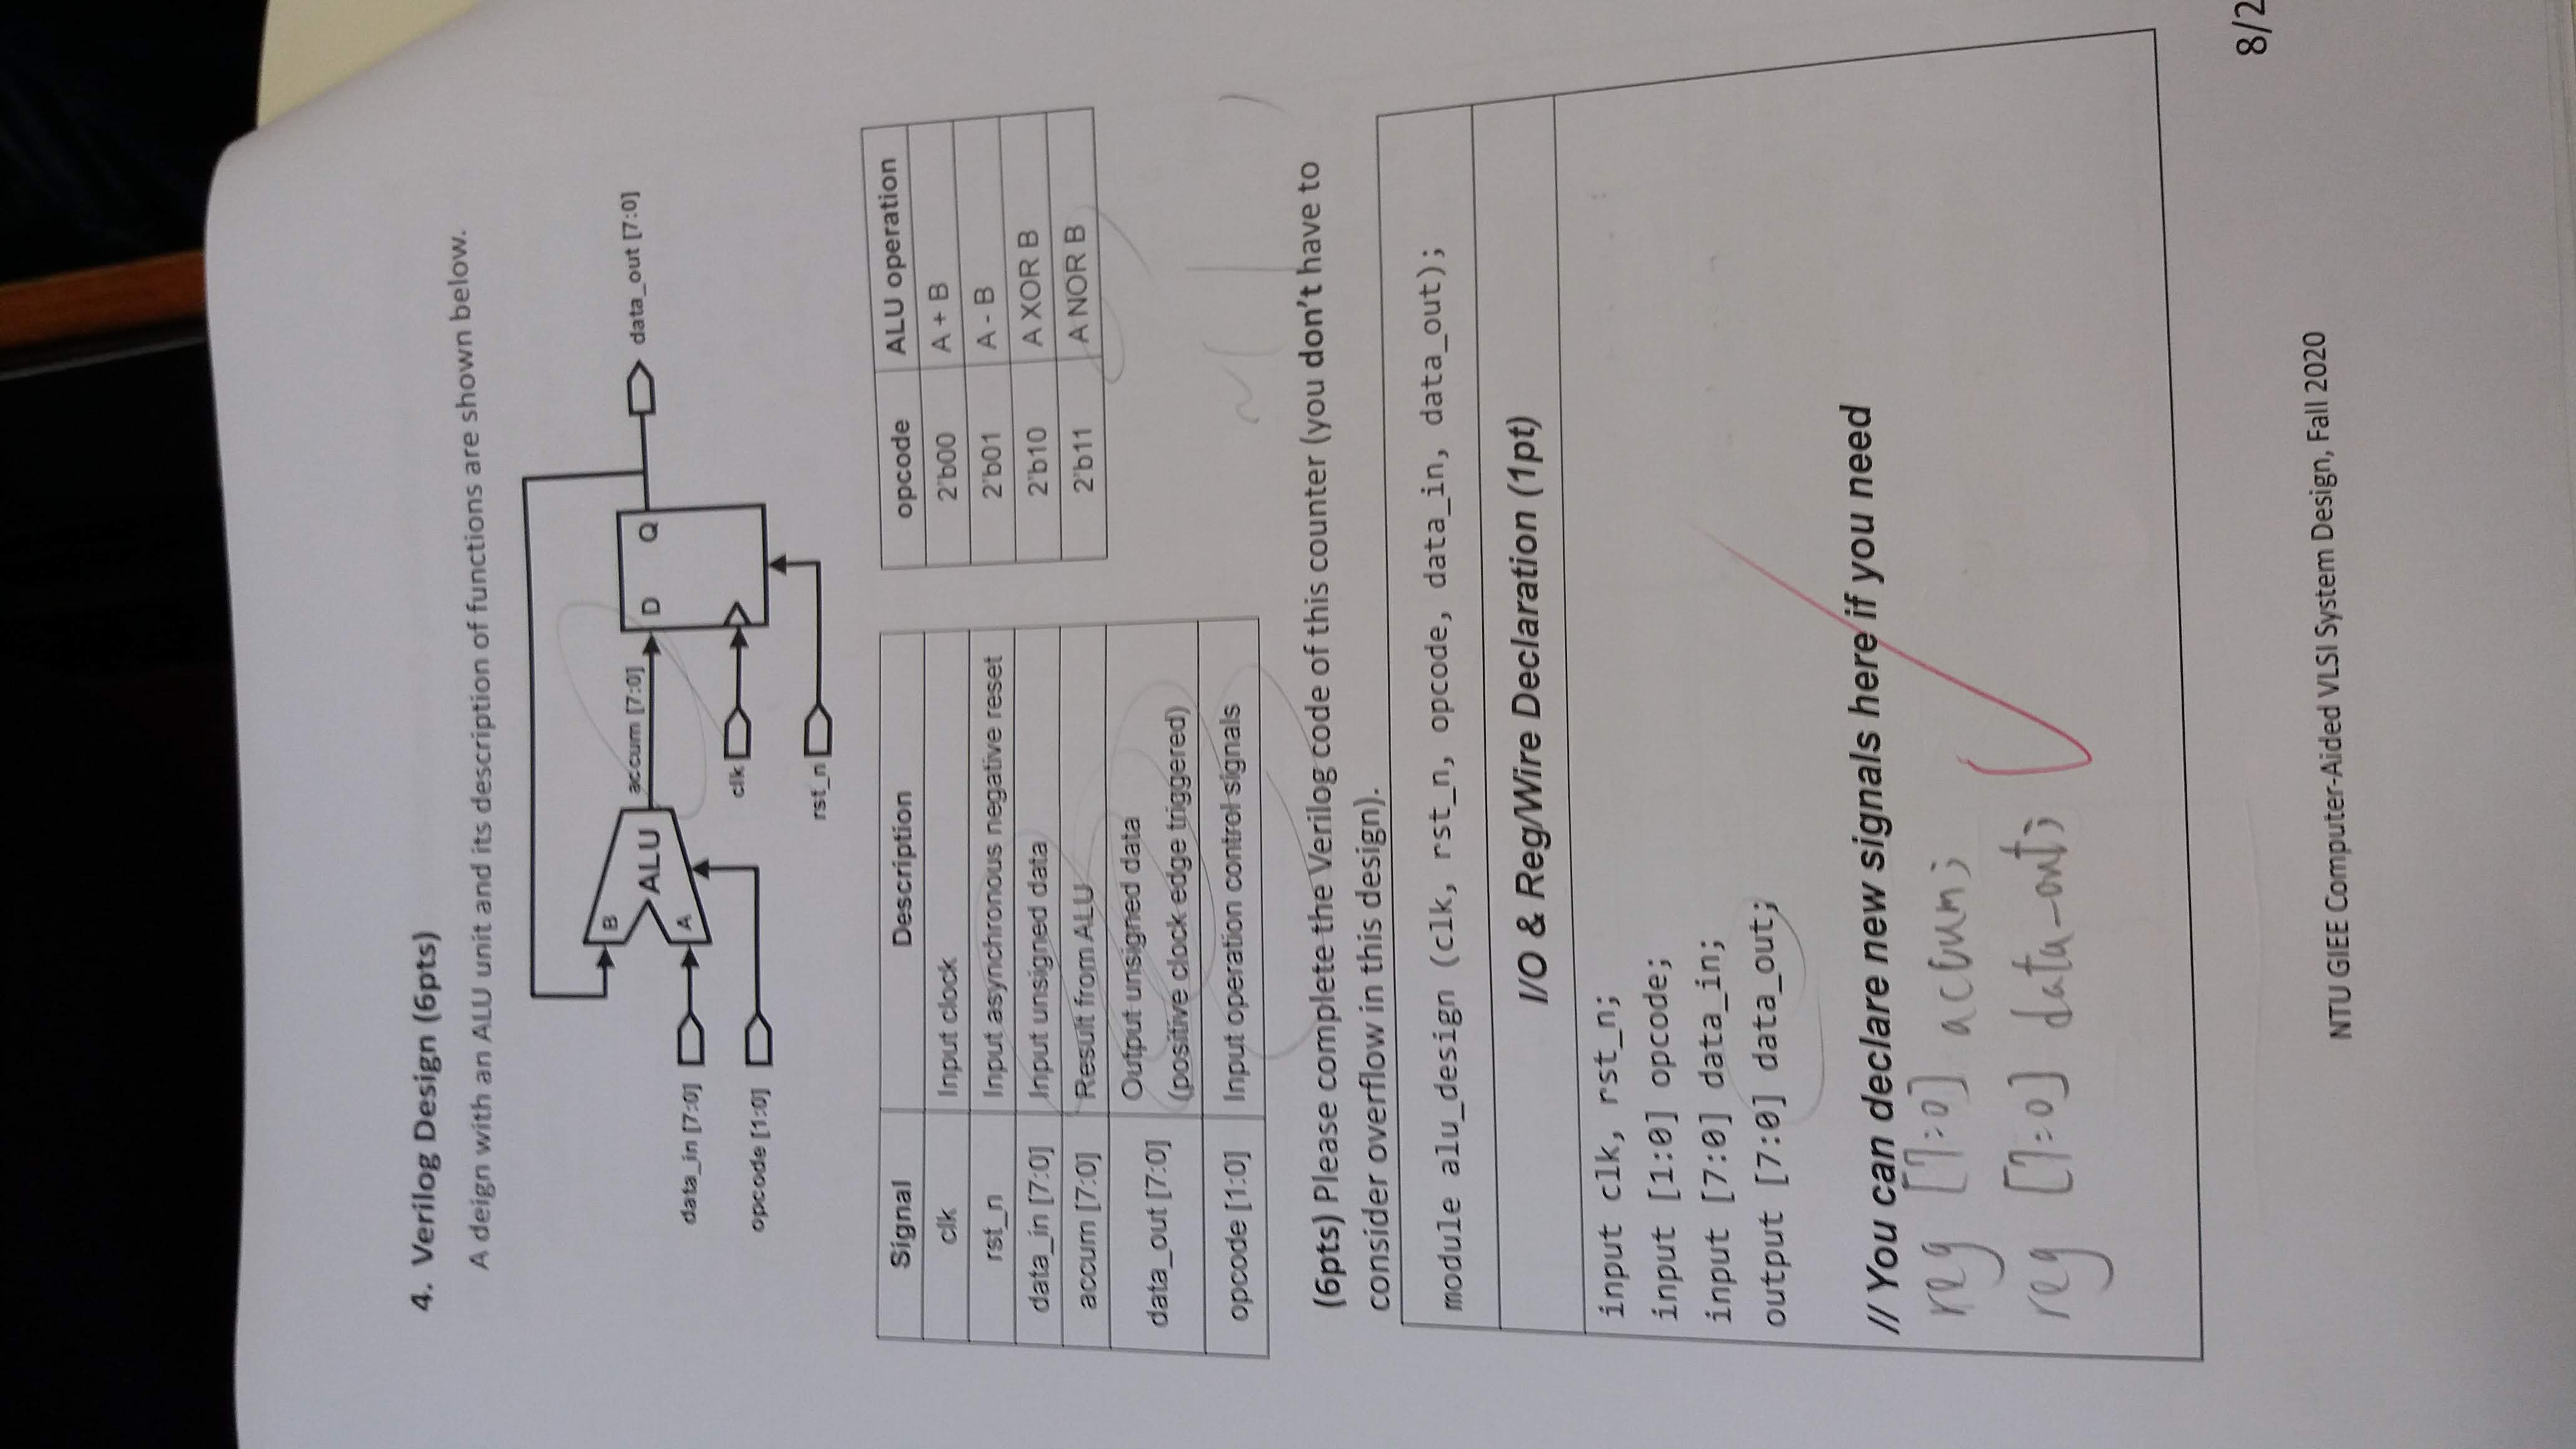 4. Verilog Design (6pts)
A deign with an ALU unit and its description of functions are shown below.
B
ALU
A
accum [7:0]
D Q
data_out [7:0]
data_in [7:0]
clk
opcode [1:0]
rst_n
Signal Description
clk Input clock
rst_n Input asynchronous negative reset
data_in [7:0] Input unsigned data
accum [7:0] Result from ALU
data_out [7:0] Output unsigned data
(positive clock edge triggered)
opcode [1:0] Input operation control signals
opcode ALU operation
2'b00 A + B
2'b01 A - B
2'b10 A XOR B
2'b11 A NOR B
~( | )
(6pts) Please complete the Verilog code of this counter (you don't have to
consider overflow in this design).
module alu_design (clk, rst_n, opcode, data_in, data_out);
I/O & Reg/Wire Declaration (1pt)
input clk, rst_n;
input [1:0] opcode;
input [7:0] data_in;
output [7:0] data_out;
// You can declare new signals here if you need
reg [7:0] accum;
reg [7:0] data_out;
8/2
NTU GIEE Computer-Aided VLSI System Design, Fall 2020